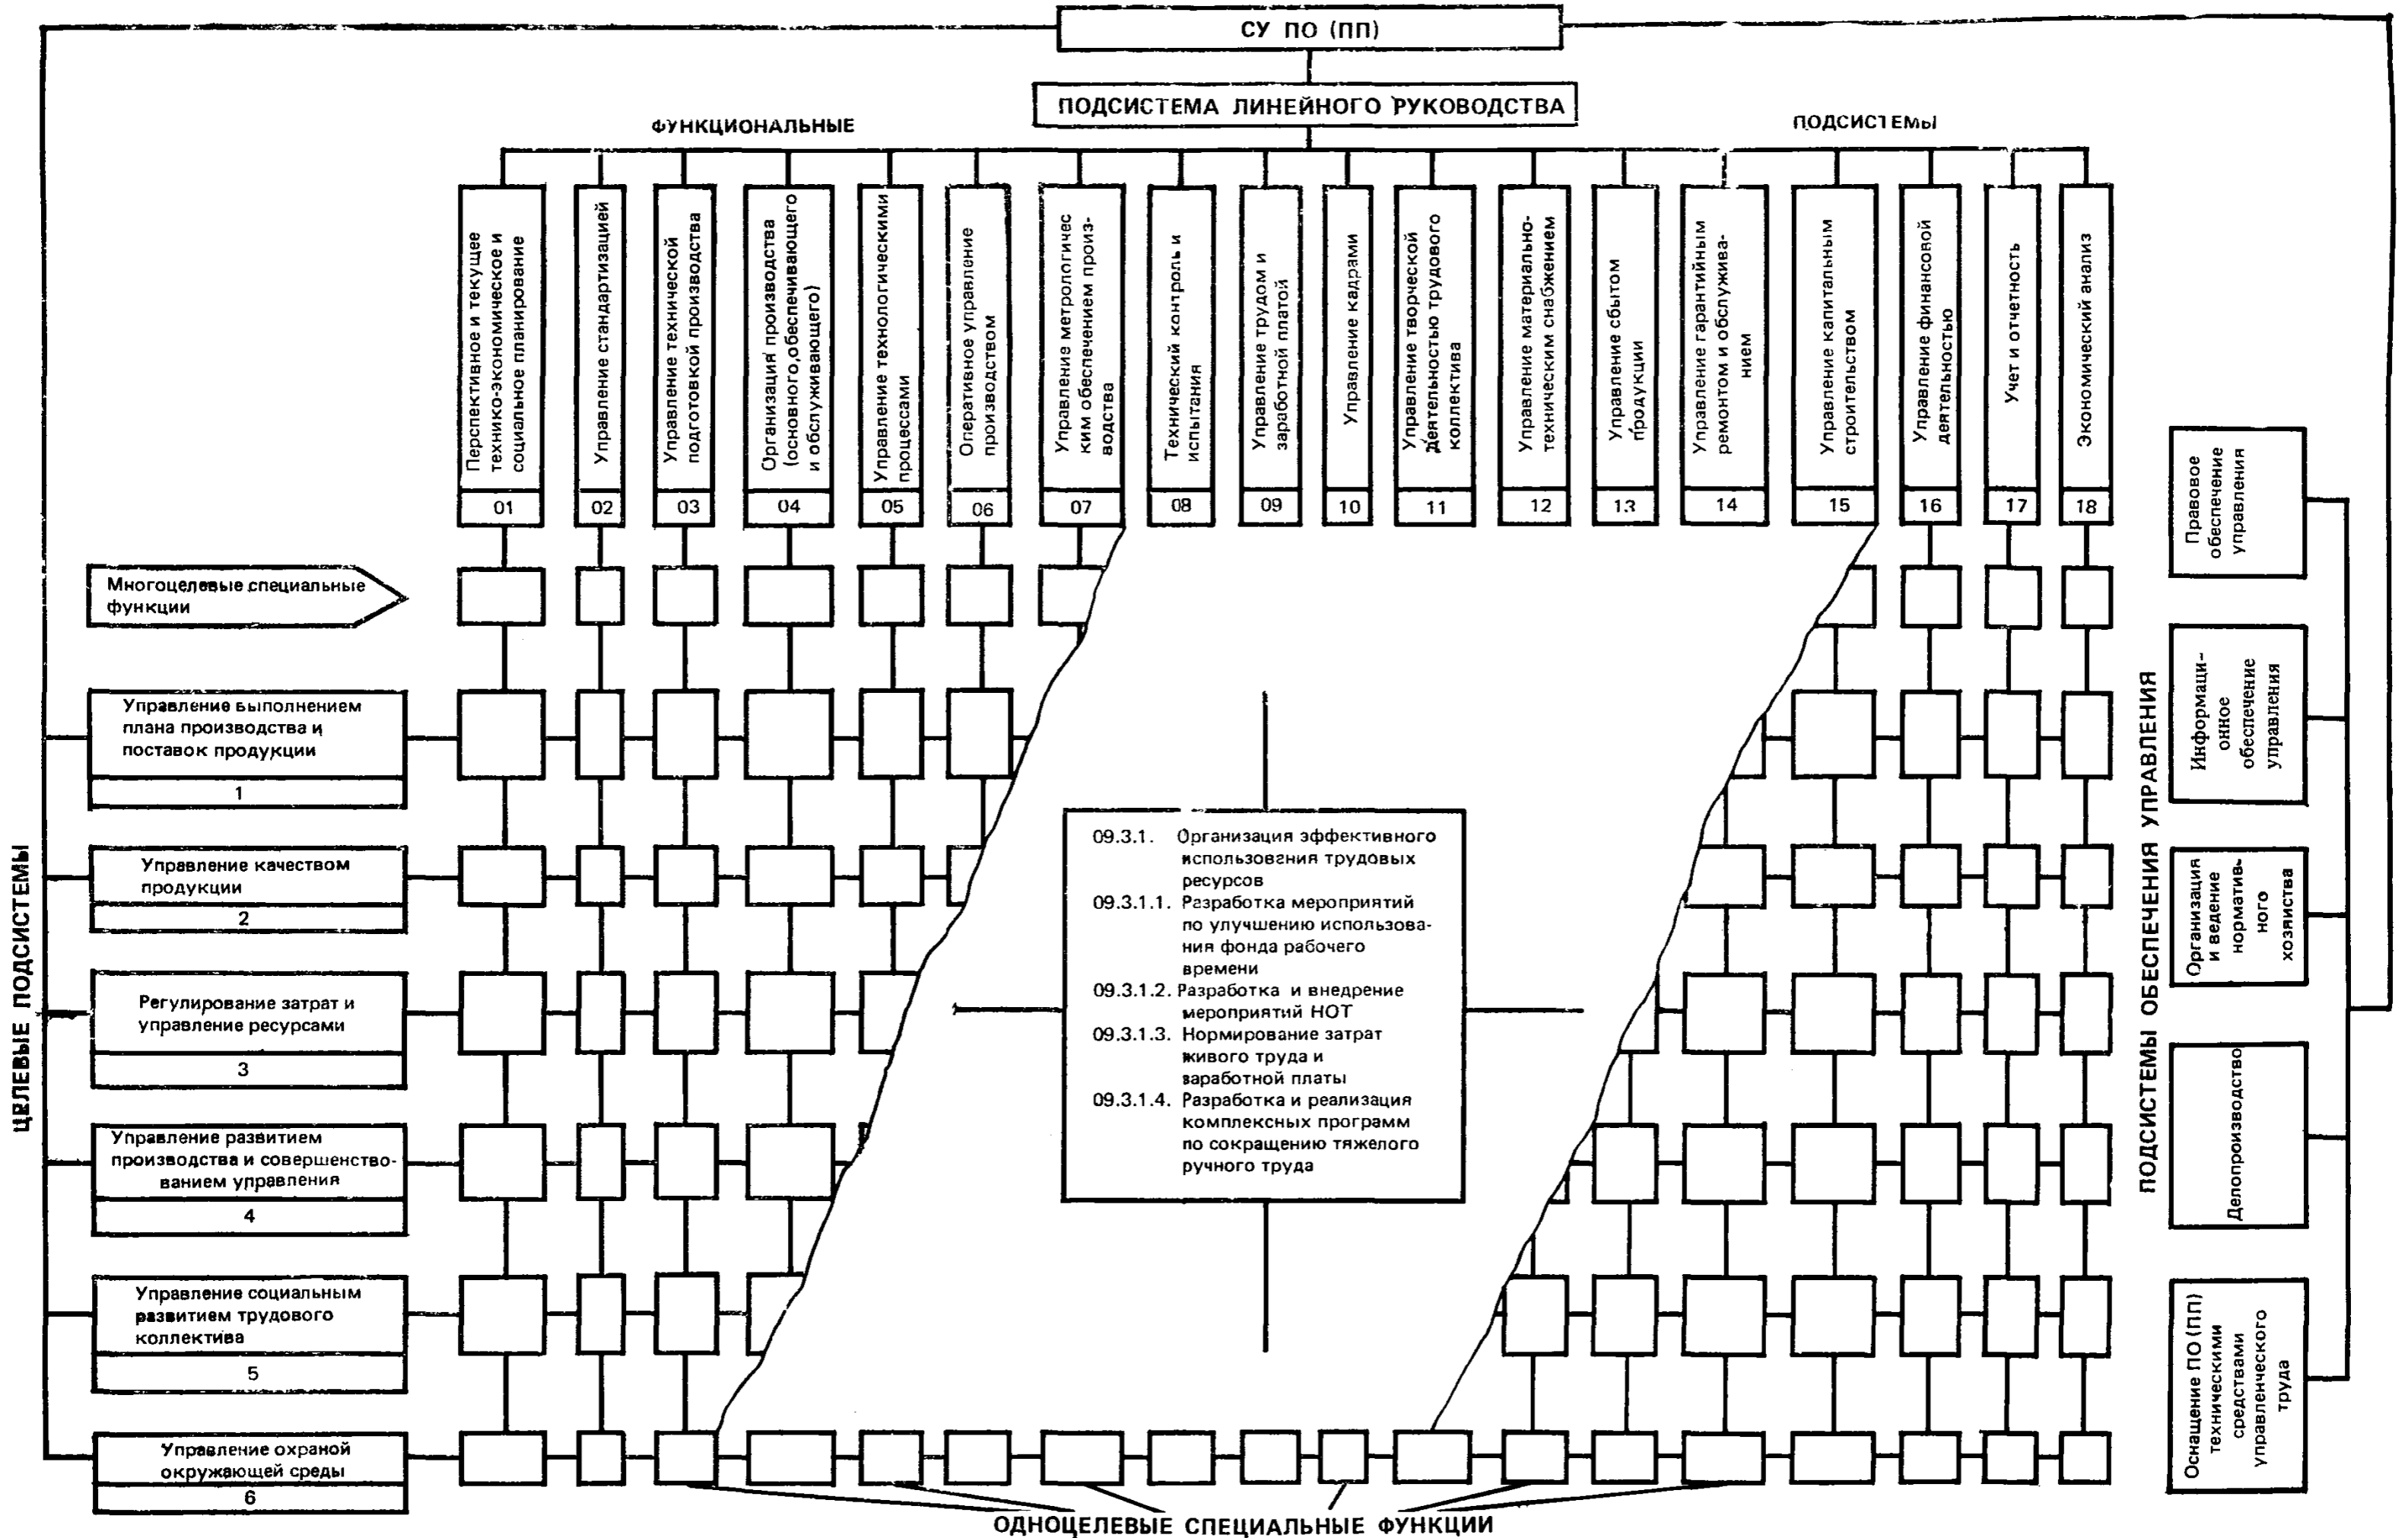 СУ ПО (ПП)
ПОДСИСТЕМА ЛИНЕЙНОГО РУКОВОДСТВА
ФУНКЦИОНАЛЬНЫЕ
ПОДСИСТЕМЫ
Перспективное и текущее
технико-экономическое и
социальное планирование
01
Управление стандартизацией
02
Управление технической
подготовкой производства
03
Организация производства
(основного, обеспечивающего
и обслуживающего)
04
Управление технологическими
процессами
05
Оперативное управление
производством
06
Управление метрологичес
ким обеспечением произ-
водства
07
Технический контроль и
испытания
08
Управление трудом и
заработной платой
09
Управление кадрами
10
Управление творческой
деятельностью трудового
коллектива
11
Управление материально-
техническим снабжением
12
Управление сбытом
продукции
13
Управление гарантийным
ремонтом и обслужива-
нием
14
Управление капитальным
строительством
15
Управление финансовой
деятельностью
16
Учет и отчетность
17
Экономический анализ
18
Многоцелевые специальные
функции
ЦЕЛЕВЫЕ ПОДСИСТЕМЫ
Управление выполнением
плана производства и
поставок продукции
1
Управление качеством
продукции
2
Регулирование затрат и
управление ресурсами
3
Управление развитием
производства и совершенство-
ванием управления
4
Управление социальным
развитием трудового
коллектива
5
Управление охраной
окружающей среды
6
09.3.1. Организация эффективного
использования трудовых
ресурсов
09.3.1.1. Разработка мероприятий
по улучшению использова-
ния фонда рабочего
времени
09.3.1.2. Разработка и внедрение
мероприятий НОТ
09.3.1.3. Нормирование затрат
живого труда и
заработной платы
09.3.1.4. Разработка и реализация
комплексных программ
по сокращению тяжелого
ручного труда
ПОДСИСТЕМЫ ОБЕСПЕЧЕНИЯ УПРАВЛЕНИЯ
Правовое
обеспечение
управления
Информаци-
онное
обеспечение
управления
Организация
и ведение
норматив-
ного
хозяйства
Делопроизводство
Оснащение ПО (ПП)
техническими
средствами
управленческого
труда
ОДНОЦЕЛЕВЫЕ СПЕЦИАЛЬНЫЕ ФУНКЦИИ